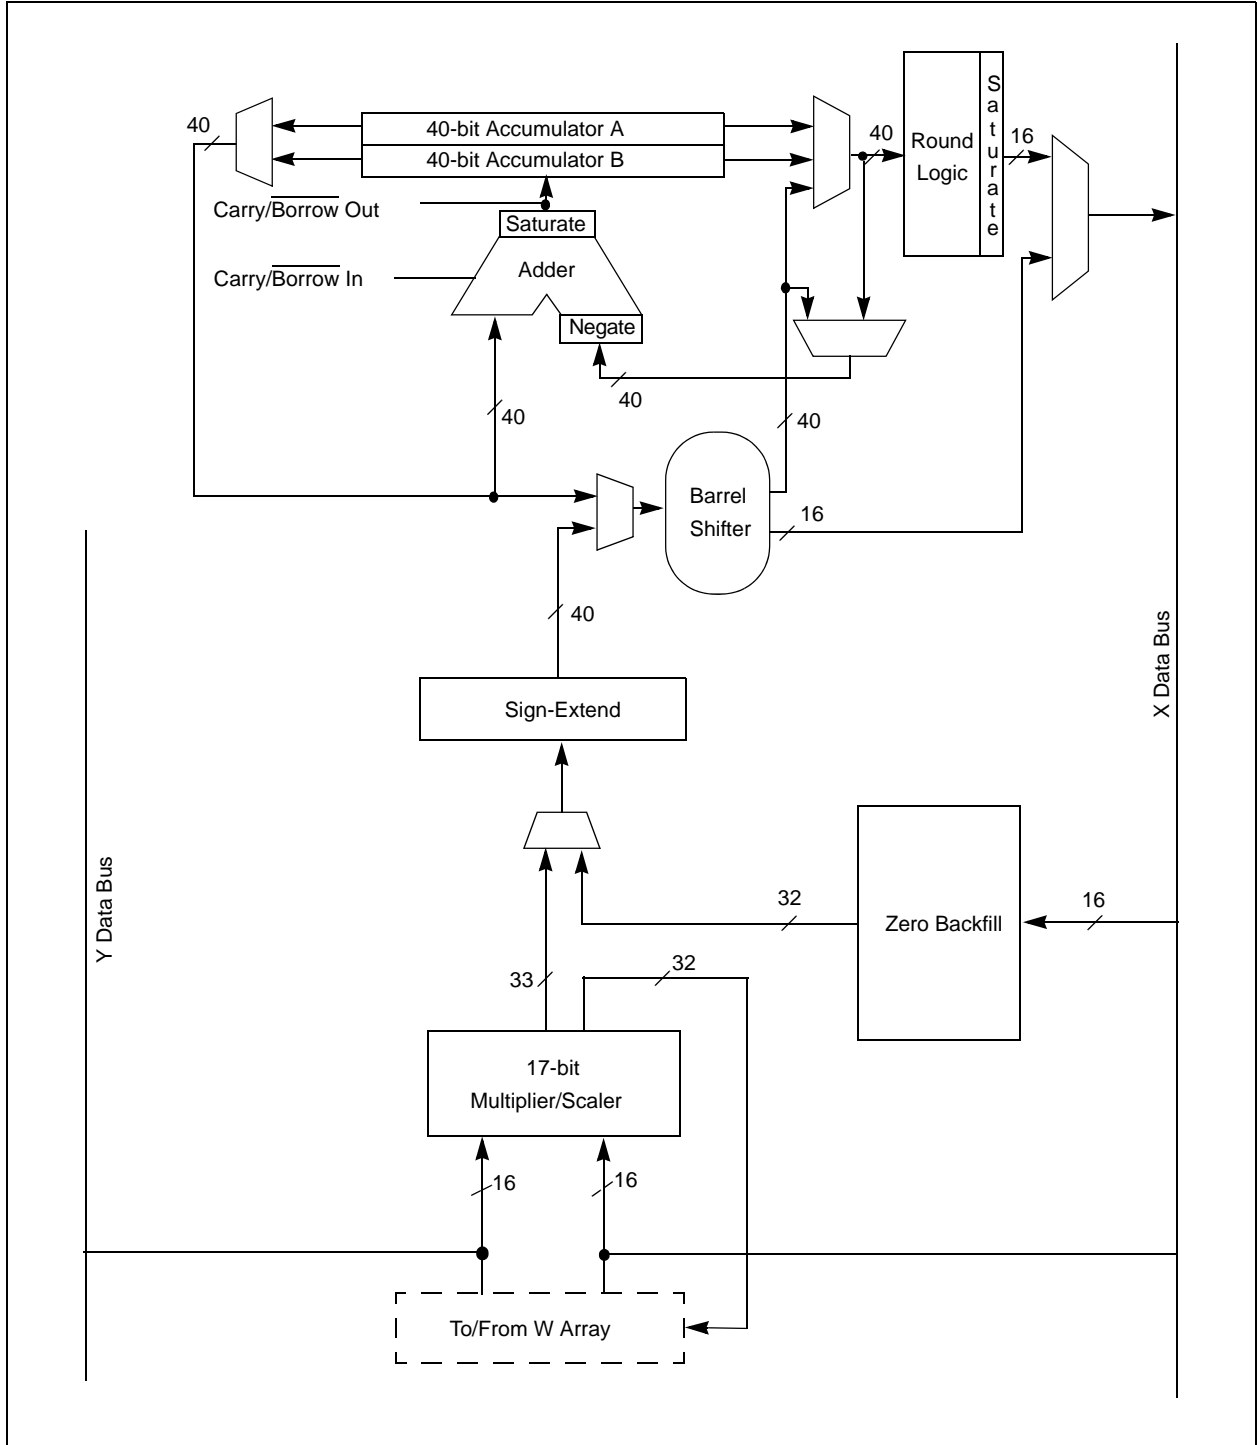 40-bit Accumulator A
40-bit Accumulator B
40
40
Round
Logic
Saturate
16
Carry/Borrow Out
Saturate
Carry/Borrow In
Adder
Negate
40
40
40
Barrel
Shifter
16
40
Sign-Extend
X Data Bus
Y Data Bus
32
Zero Backfill
16
33
32
17-bit
Multiplier/Scaler
16
16
To/From W Array